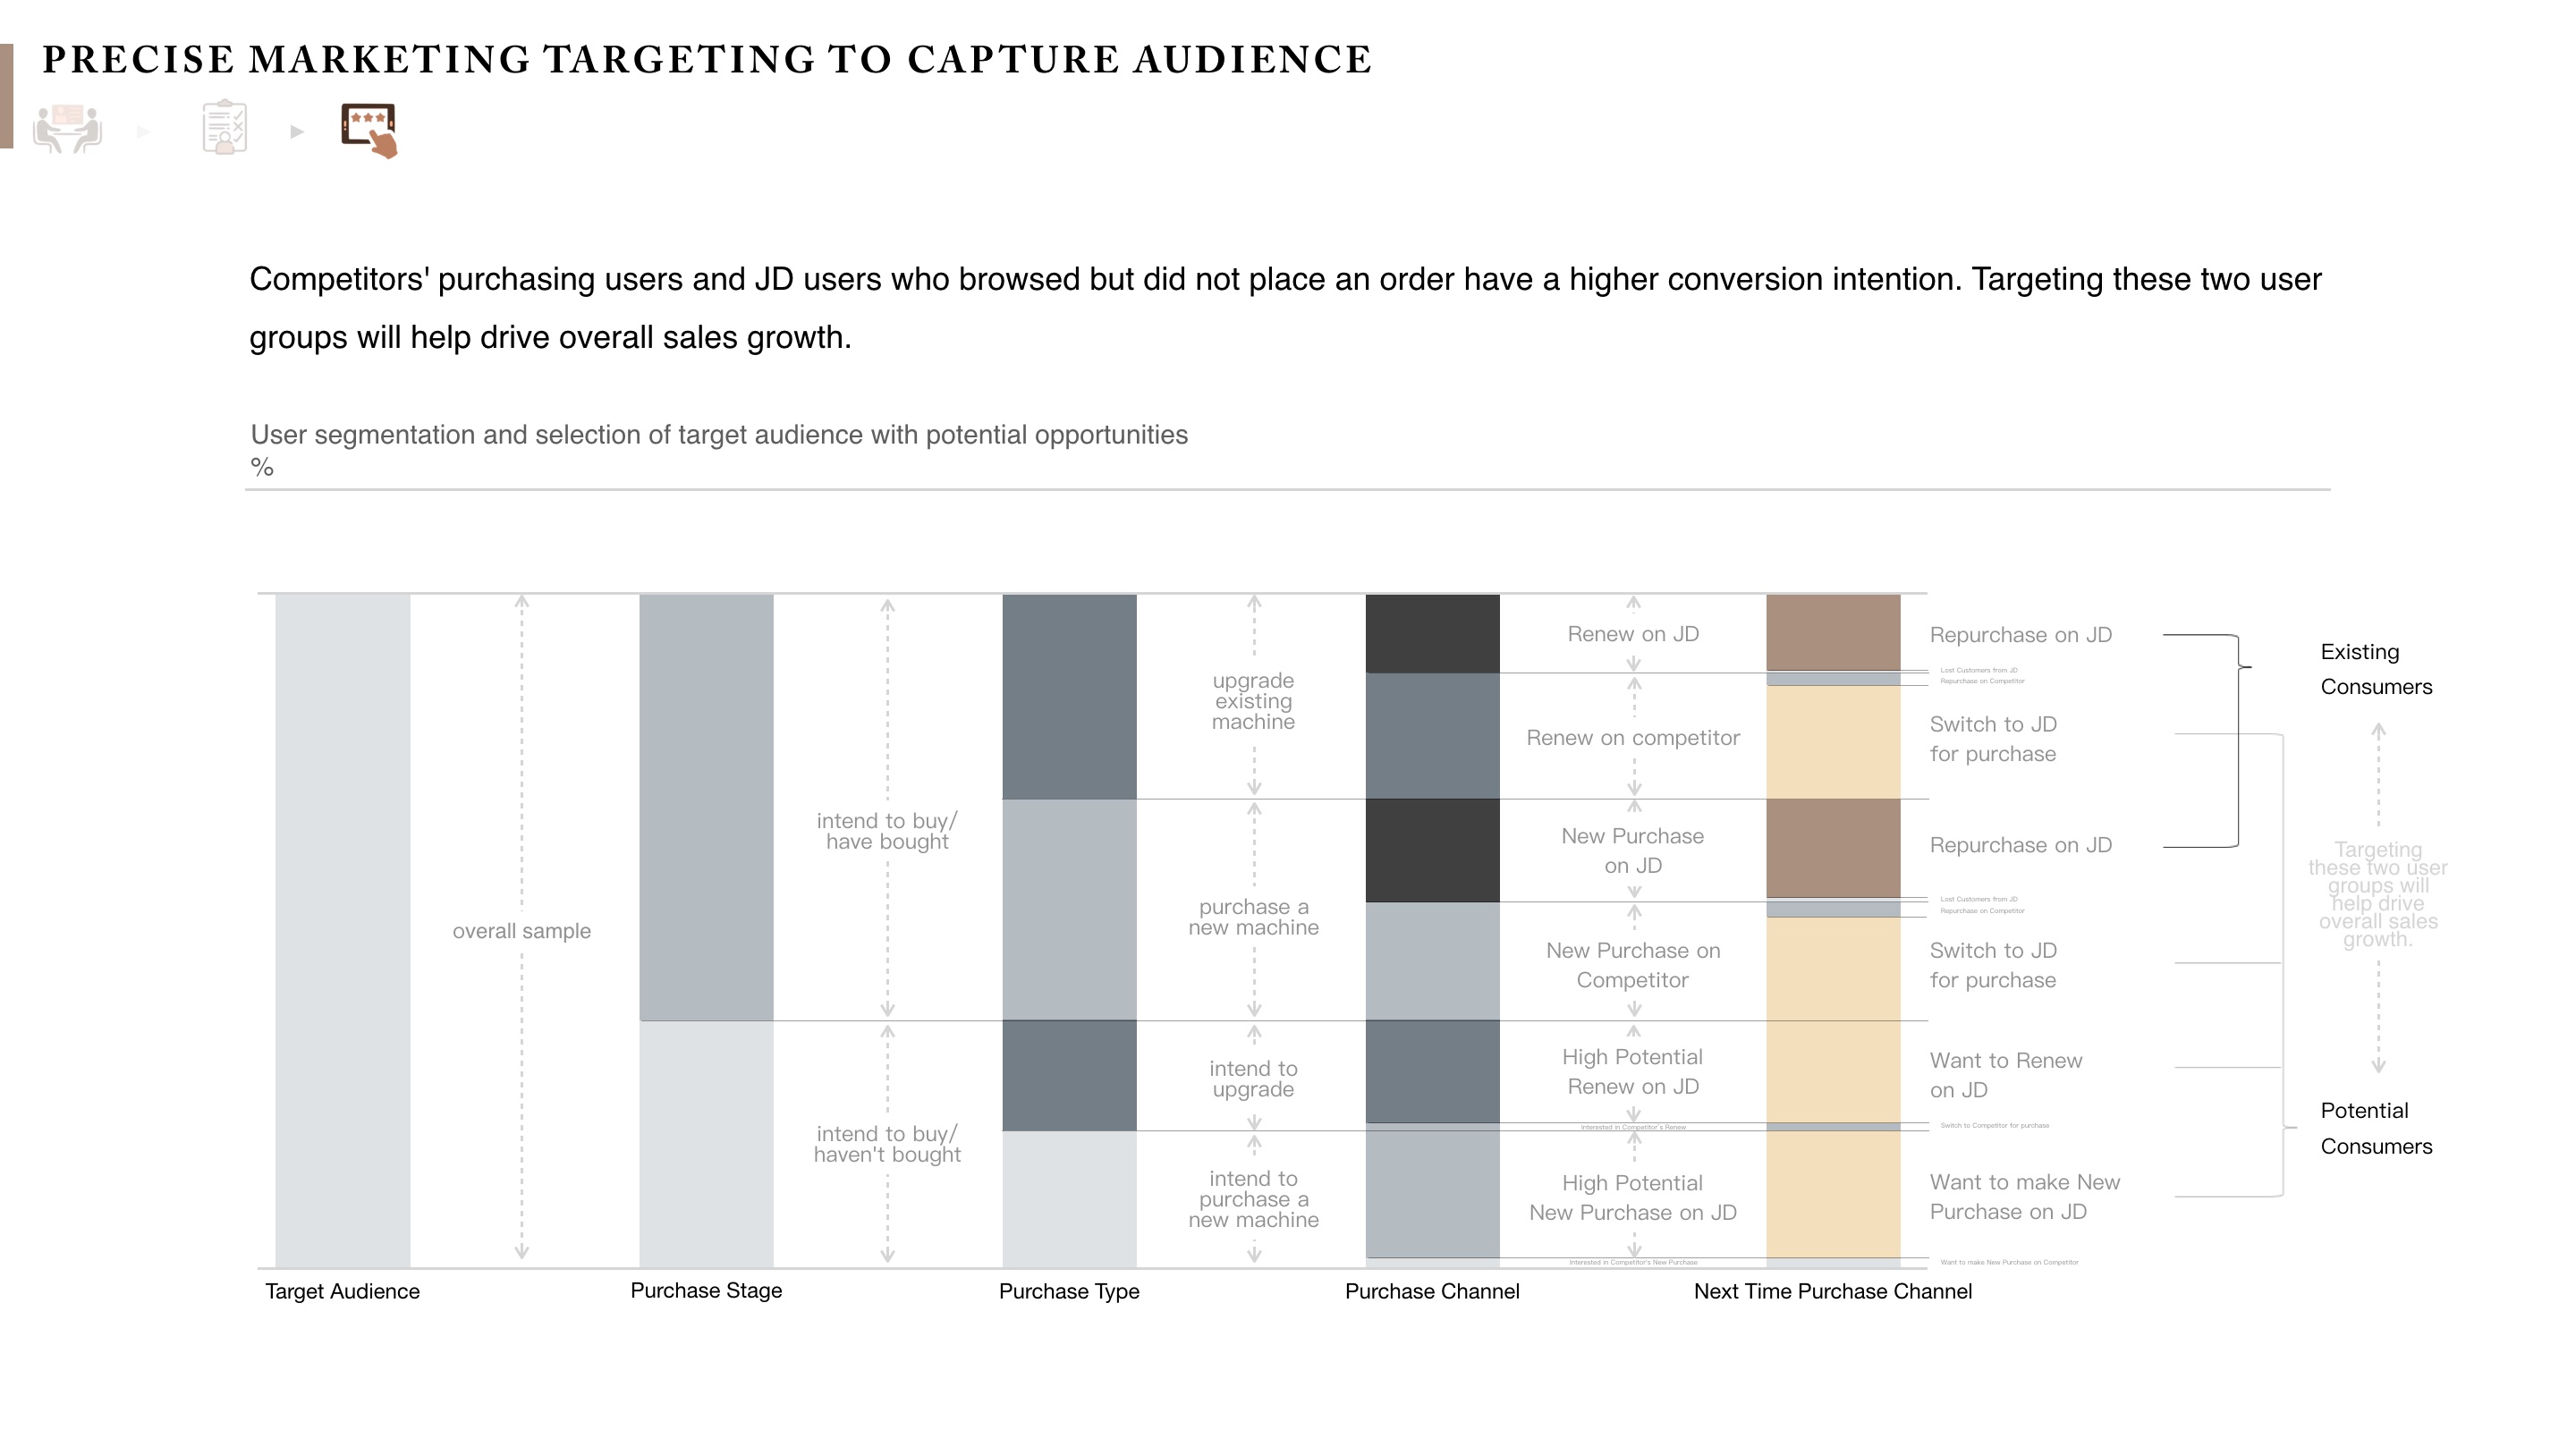 PRECISE MARKETING TARGETING TO CAPTURE AUDIENCE
Competitors' purchasing users and JD users who browsed but did not place an order have a higher conversion intention. Targeting these two user
groups will help drive overall sales growth.
User segmentation and selection of target audience with potential opportunities
%
overall sample
intend to buy/
have bought
intend to buy/
haven't bought
upgrade
existing
machine
purchase a
new machine
intend to
upgrade
intend to
purchase a
new machine
Renew on JD
Renew on competitor
New Purchase
on JD
New Purchase on
Competitor
High Potential
Renew on JD
Interested in Competitor's Renew
High Potential
New Purchase on JD
Interested in Competitor's New Purchase
Repurchase on JD
Lost Customers from JD
Repurchase on Competitor
Switch to JD
for purchase
Repurchase on JD
Lost Customers from JD
Repurchase on Competitor
Switch to JD
for purchase
Want to Renew
on JD
Switch to Competitor for purchase
Want to make New
Purchase on JD
Want to make New Purchase on Competitor
Existing
Consumers
Targeting
these two user
groups will
help drive
overall sales
growth.
Potential
Consumers
Target Audience
Purchase Stage
Purchase Type
Purchase Channel
Next Time Purchase Channel